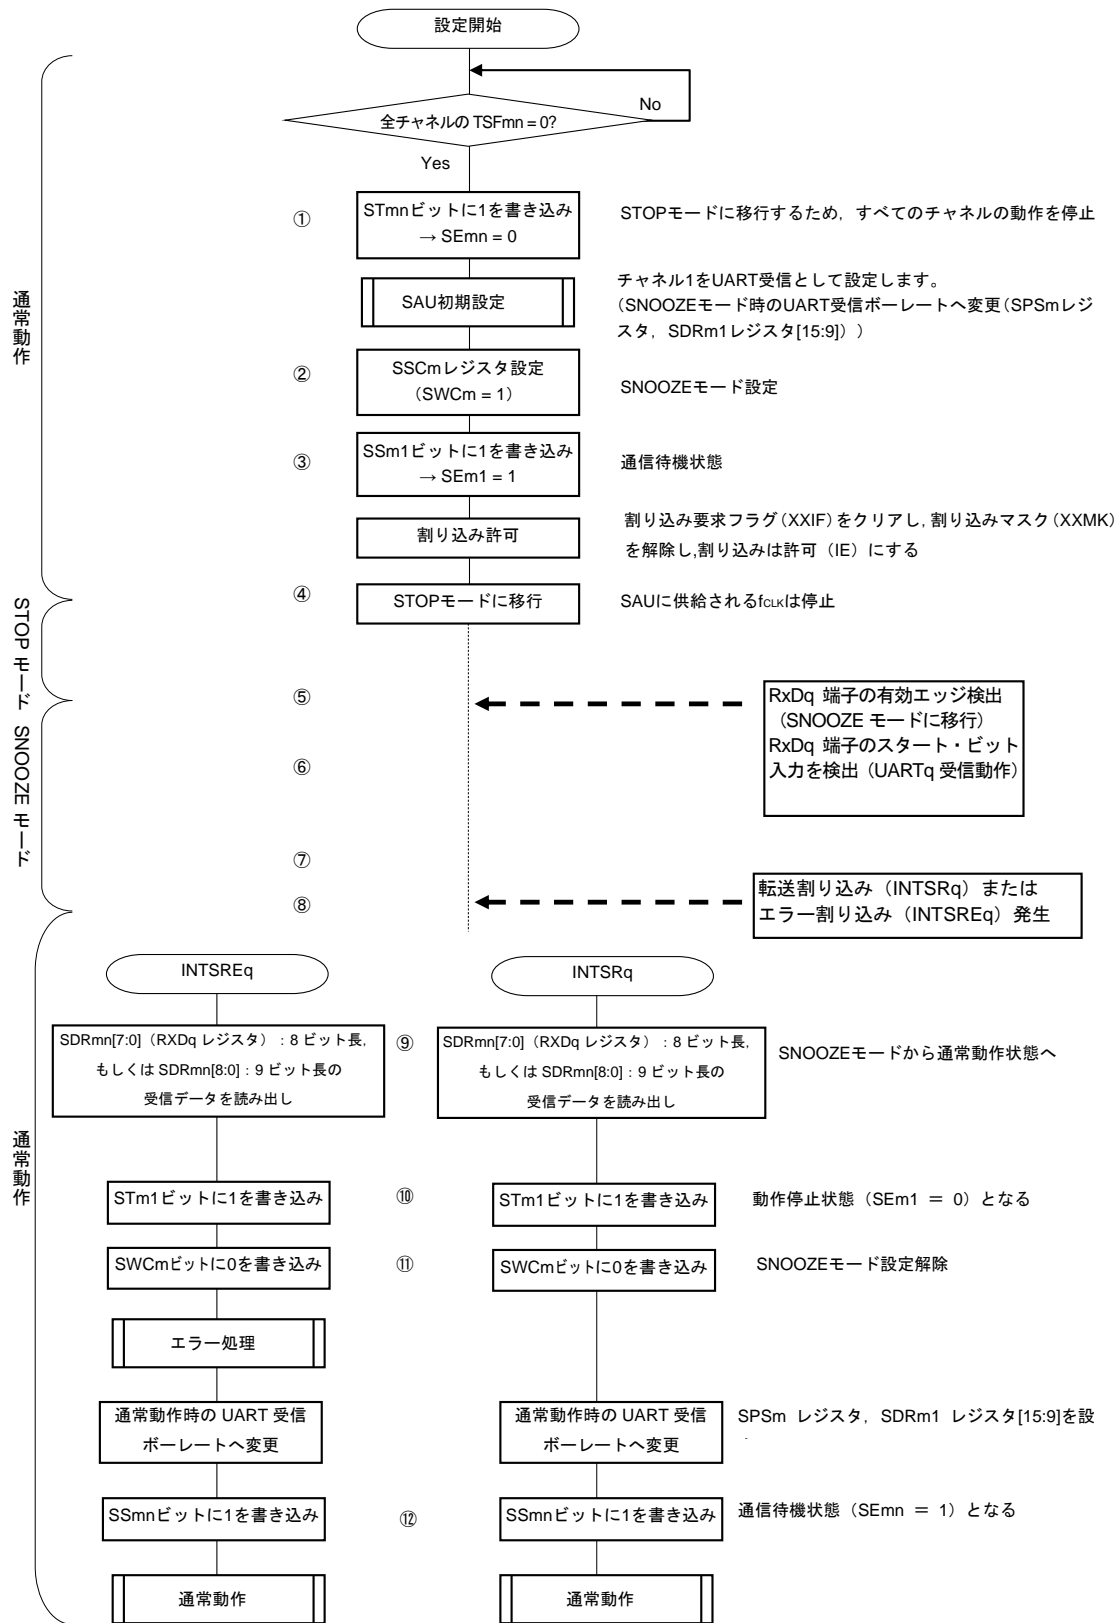 設定開始
No
全チャネルの TSFmn = 0?
Yes
①
STmnビットに1を書き込み
→ SEmn = 0
STOPモードに移行するため，すべてのチャネルの動作を停止
SAU初期設定
チャネル1をUART受信として設定します。
（SNOOZEモード時のUART受信ボーレートへ変更（SPSmレジ
スタ，SDRm1レジスタ[15:9]））
②
SSCmレジスタ設定
（SWCm = 1）
SNOOZEモード設定
③
SSm1ビットに1を書き込み
→ SEm1 = 1
通信待機状態
割り込み許可
割り込み要求フラグ（XXIF）をクリアし, 割り込みマスク（XXMK）
を解除し,割り込みは許可（IE）にする
④
STOPモードに移行
SAUに供給されるfCLKは停止
通常動作
STOP モード
SNOOZE モード
⑤
RxDq 端子の有効エッジ検出
（SNOOZE モードに移行）
RxDq 端子のスタート・ビット
入力を検出（UARTq 受信動作）
⑥
⑦
⑧
転送割り込み（INTSRq）または
エラー割り込み（INTSREq）発生
通常動作
INTSREq
INTSRq
SDRmn[7:0]（RXDq レジスタ）：8 ビット長,
もしくは SDRmn[8:0]：9 ビット長の
受信データを読み出し
⑨
SDRmn[7:0]（RXDq レジスタ）：8 ビット長,
もしくは SDRmn[8:0]：9 ビット長の
受信データを読み出し
SNOOZEモードから通常動作状態へ
STm1ビットに1を書き込み
⑩
STm1ビットに1を書き込み
動作停止状態（SEm1 = 0）となる
SWCmビットに0を書き込み
⑪
SWCmビットに0を書き込み
SNOOZEモード設定解除
エラー処理
通常動作時の UART 受信
ボーレートへ変更
通常動作時の UART 受信
ボーレートへ変更
SPSm レジスタ，SDRm1 レジスタ[15:9]を設
SSmnビットに1を書き込み
⑫
SSmnビットに1を書き込み
通信待機状態（SEmn = 1）となる
通常動作
通常動作